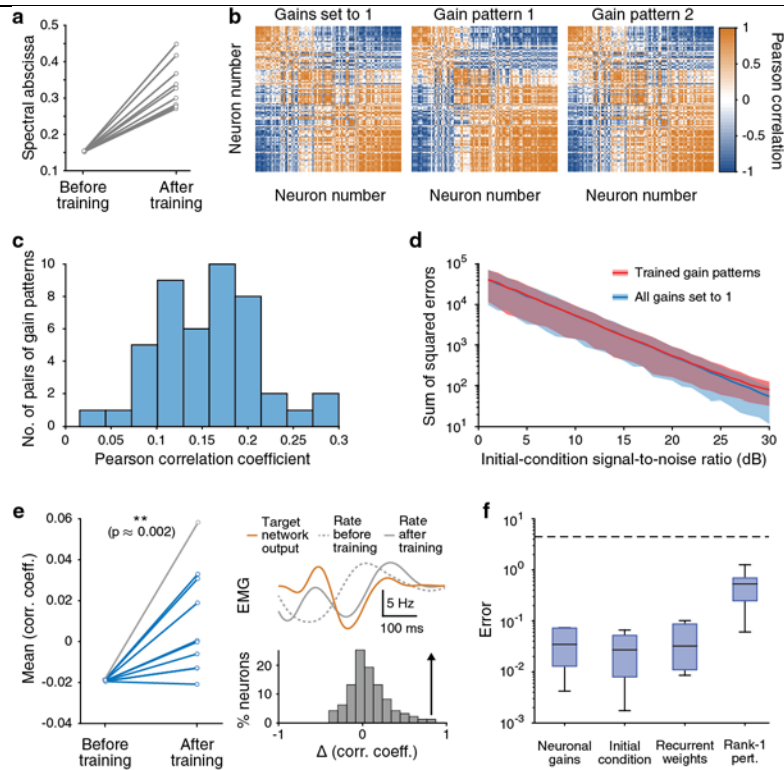 a
0.5
0.4
0.3
0.2
0.1
Spectral abscissa
Before training
After training
b
Gains set to 1
Gain pattern 1
Gain pattern 2
Neuron number
Neuron number
Neuron number
Neuron number
1
0
-1
Pearson correlation
c
No. of pairs of gain patterns
10
8
6
4
2
0
0
0.05
0.1
0.15
0.2
0.25
0.3
Pearson correlation coefficient
d
Sum of squared errors
10^5
10^4
10^3
10^2
10^1
Trained gain patterns
All gains set to 1
0
5
10
15
20
25
30
Initial-condition signal-to-noise ratio (dB)
e
Mean (corr. coeff.)
0.06
0.04
0.02
0
-0.02
-0.04
**
(p ≈ 0.002)
Before training
After training
Target network output
Rate before training
Rate after training
EMG
5 Hz
100 ms
% neurons
20
10
0
-1
0
1
Δ (corr. coeff.)
f
Error
10^1
10^0
10^-1
10^-2
10^-3
Neuronal gains
Initial condition
Recurrent weights
Rank-1 pert.